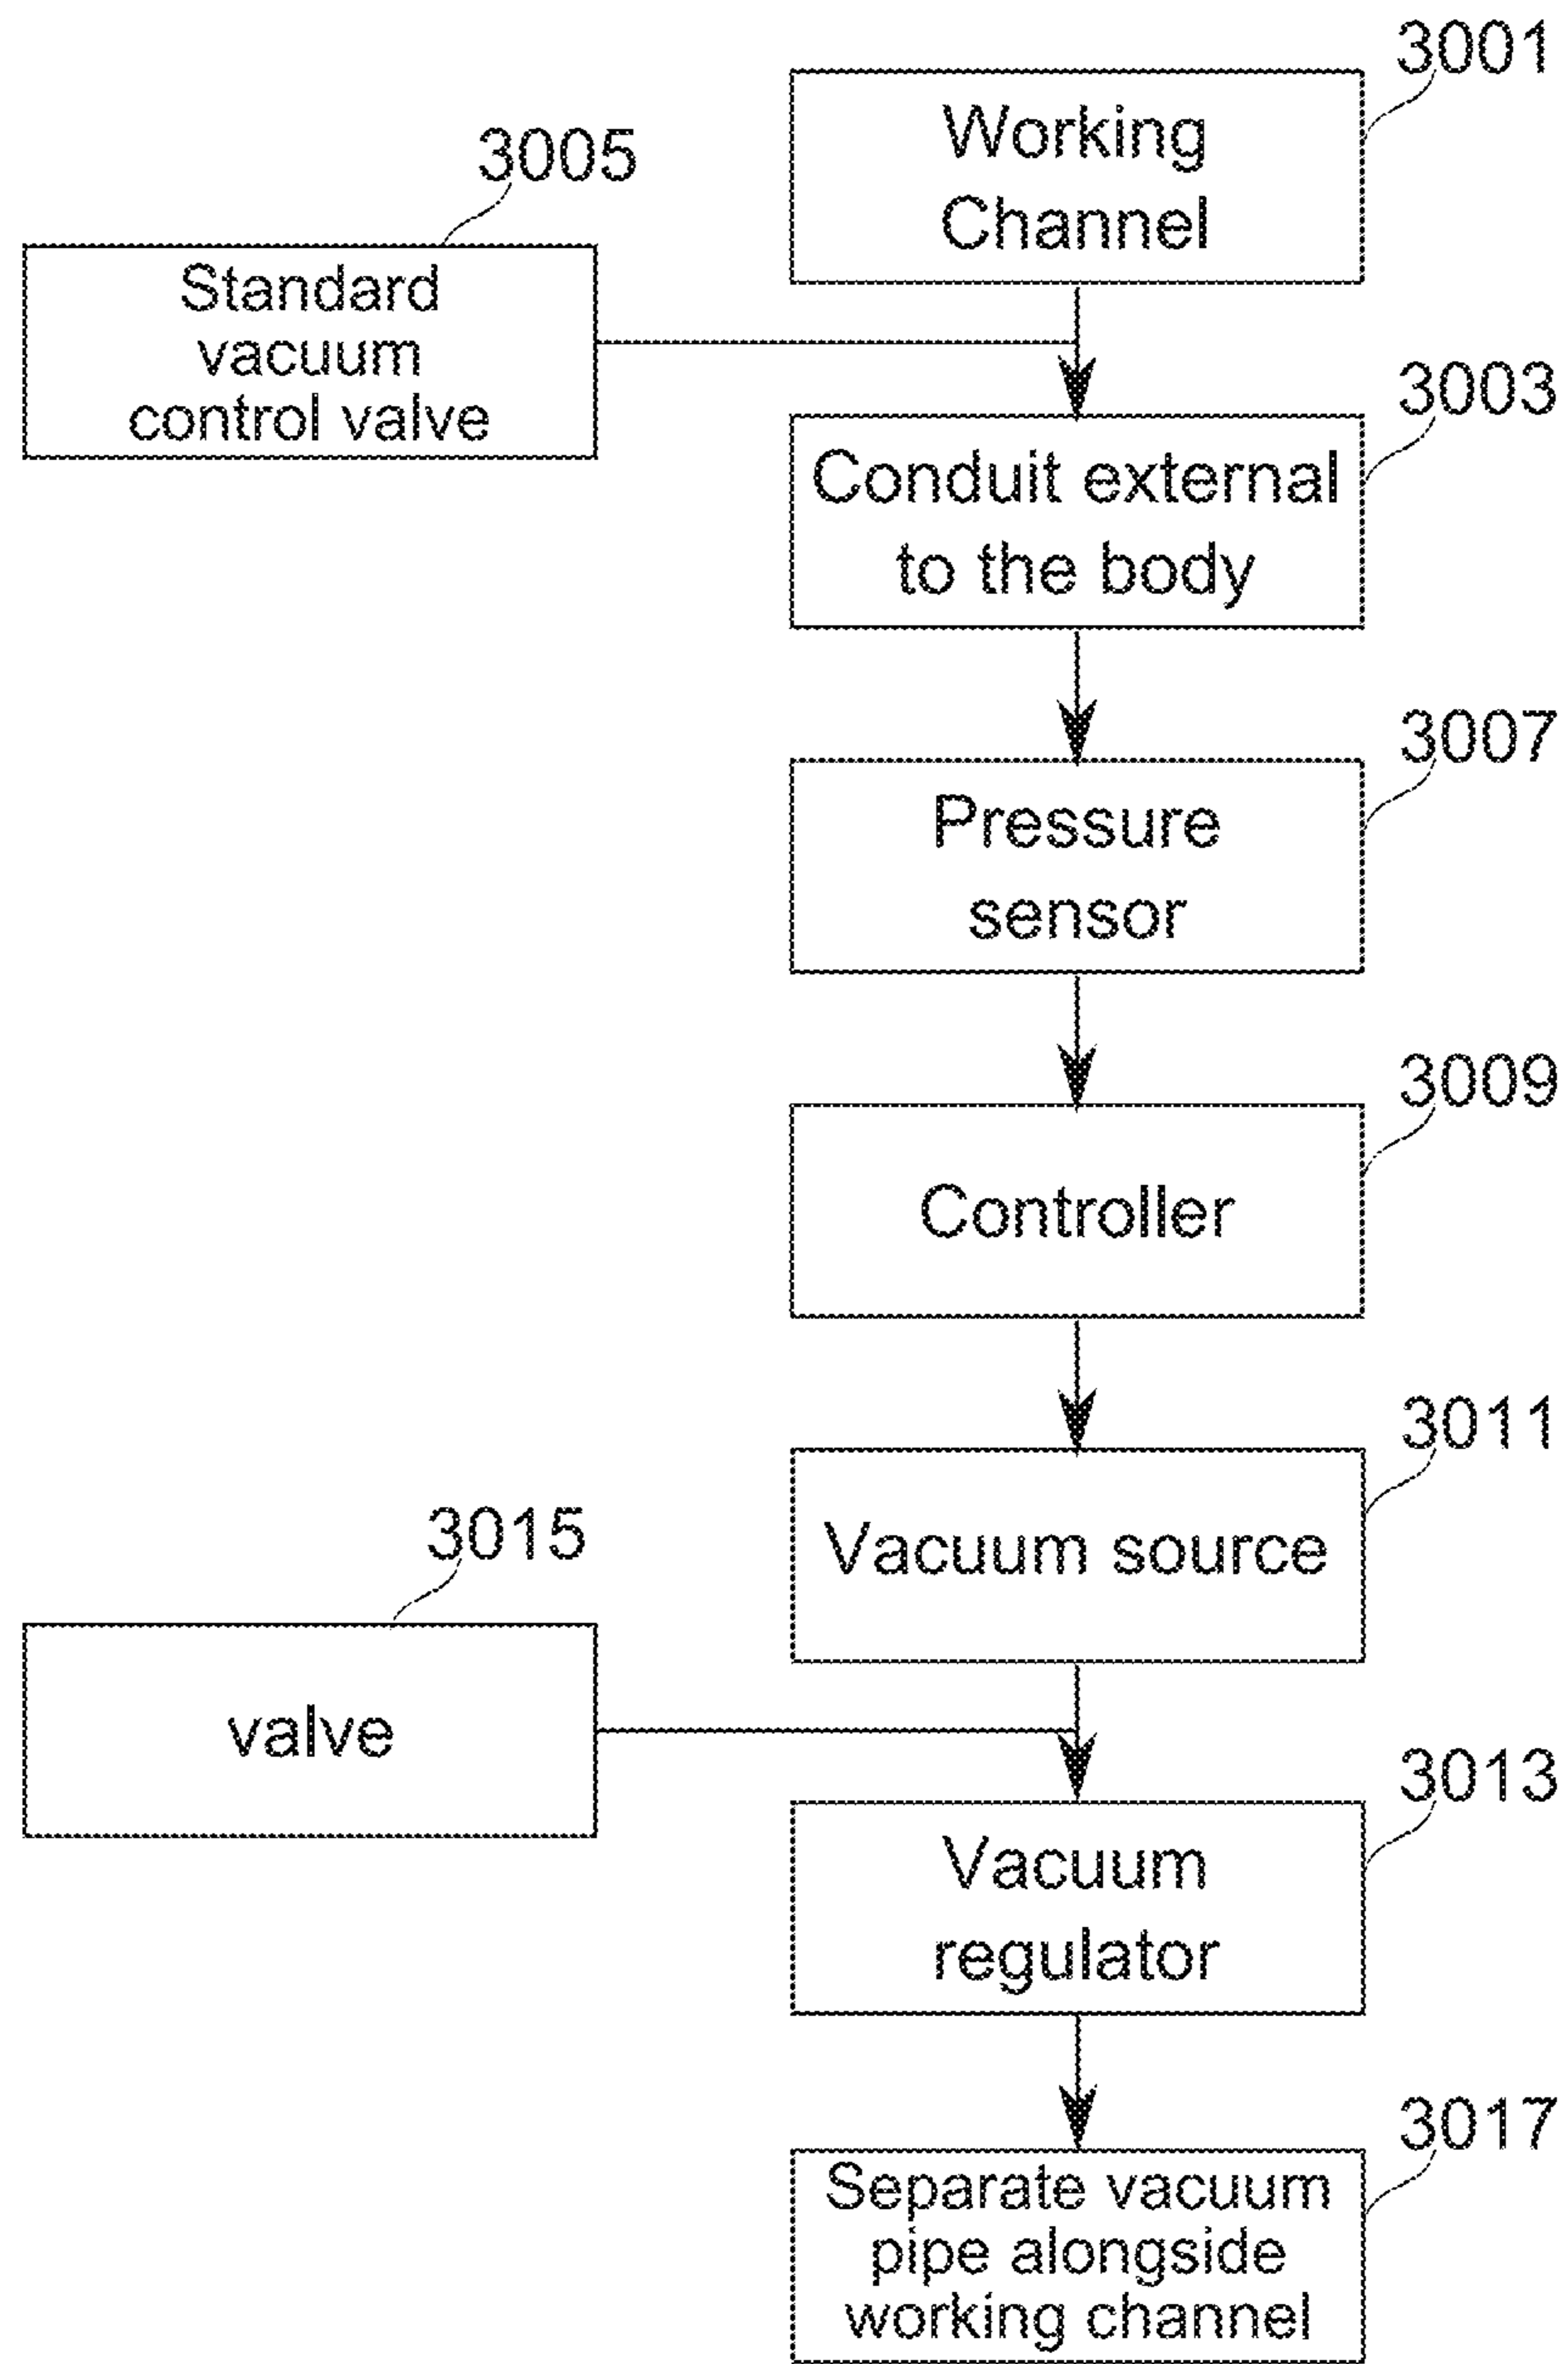 3001
Working
Channel
3005
Standard
vacuum
control valve
3003
Conduit external
to the body
3007
Pressure
sensor
3009
Controller
3011
Vacuum source
3015
valve
3013
Vacuum
regulator
3017
Separate vacuum
pipe alongside
working channel